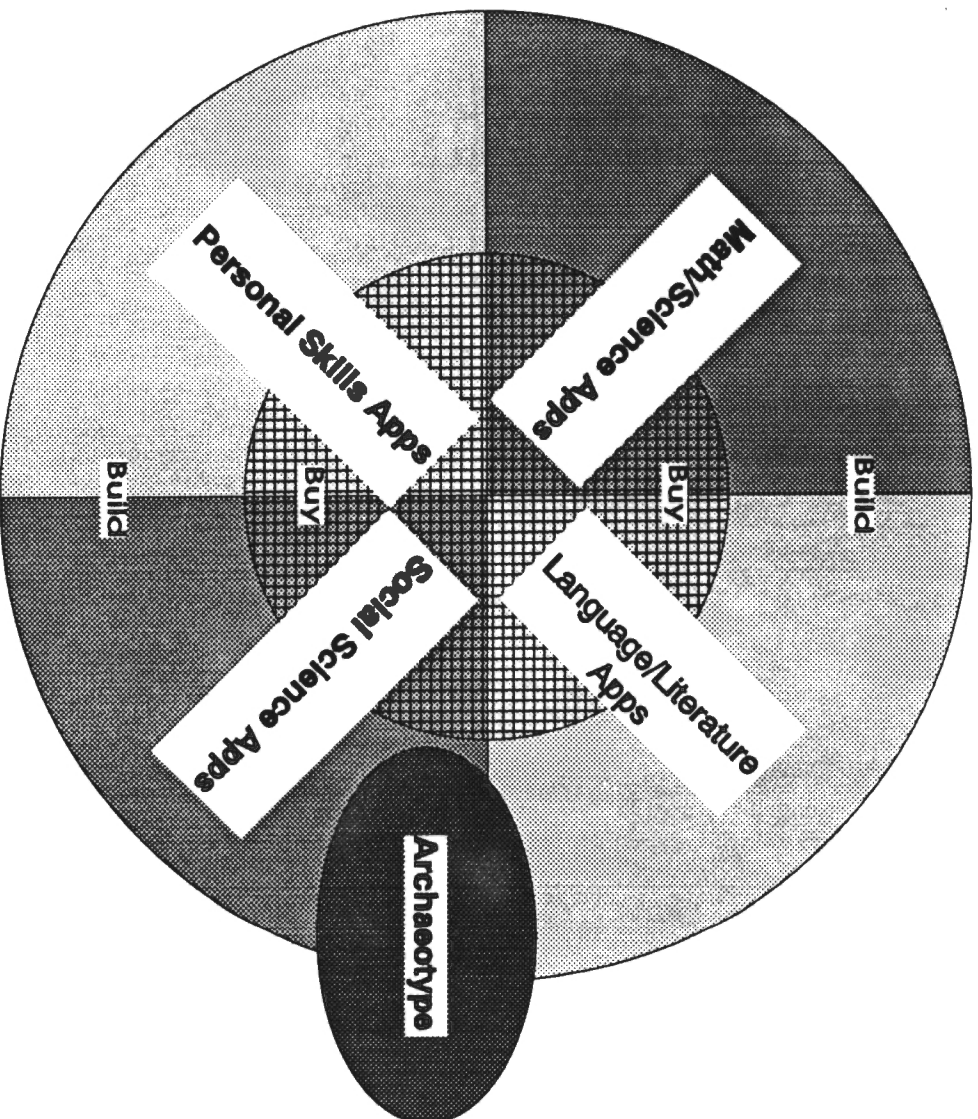 Build
Math/Science Apps
Language/Literature
Apps
Buy
Archaeotype
Personal Skills Apps
Social Science Apps
Buy
Build